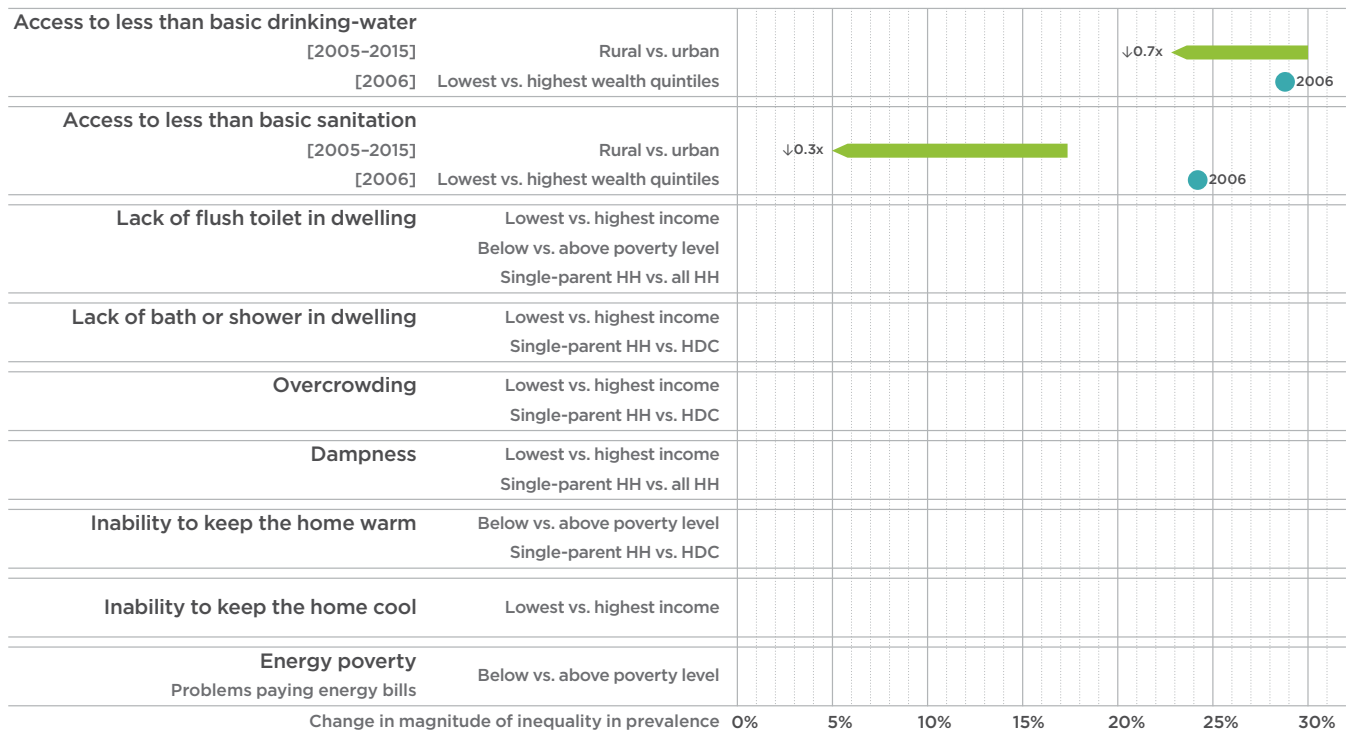 Access to less than basic drinking-water
[2005–2015] Rural vs. urban ↓0.7x
[2006] Lowest vs. highest wealth quintiles 2006
Access to less than basic sanitation
[2005–2015] Rural vs. urban ↓0.3x
[2006] Lowest vs. highest wealth quintiles 2006
Lack of flush toilet in dwelling Lowest vs. highest income
Below vs. above poverty level
Single-parent HH vs. all HH
Lack of bath or shower in dwelling Lowest vs. highest income
Single-parent HH vs. HDC
Overcrowding Lowest vs. highest income
Single-parent HH vs. HDC
Dampness Lowest vs. highest income
Single-parent HH vs. all HH
Inability to keep the home warm Below vs. above poverty level
Single-parent HH vs. HDC
Inability to keep the home cool Lowest vs. highest income
Energy poverty
Problems paying energy bills Below vs. above poverty level
Change in magnitude of inequality in prevalence 0% 5% 10% 15% 20% 25% 30%